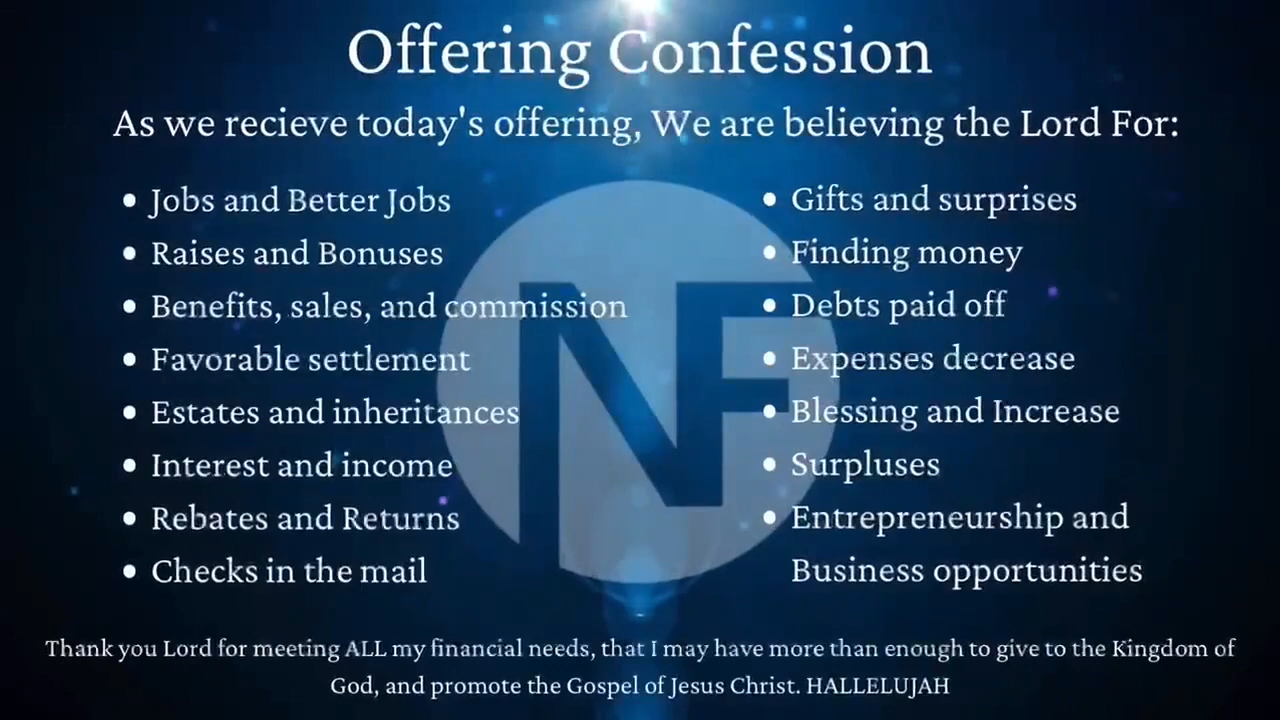 Offering Confession
As we recieve today's offering, We are believing the Lord For:
• Jobs and Better Jobs
• Raises and Bonuses
• Benefits, sales, and commission
• Favorable settlement
• Estates and inheritances
• Interest and income
• Rebates and Returns
• Checks in the mail
• Gifts and surprises
• Finding money
• Debts paid off
• Expenses decrease
• Blessing and Increase
• Surpluses
• Entrepreneurship and
Business opportunities
NF
Thank you Lord for meeting ALL my financial needs, that I may have more than enough to give to the Kingdom of
God, and promote the Gospel of Jesus Christ. HALLELUJAH